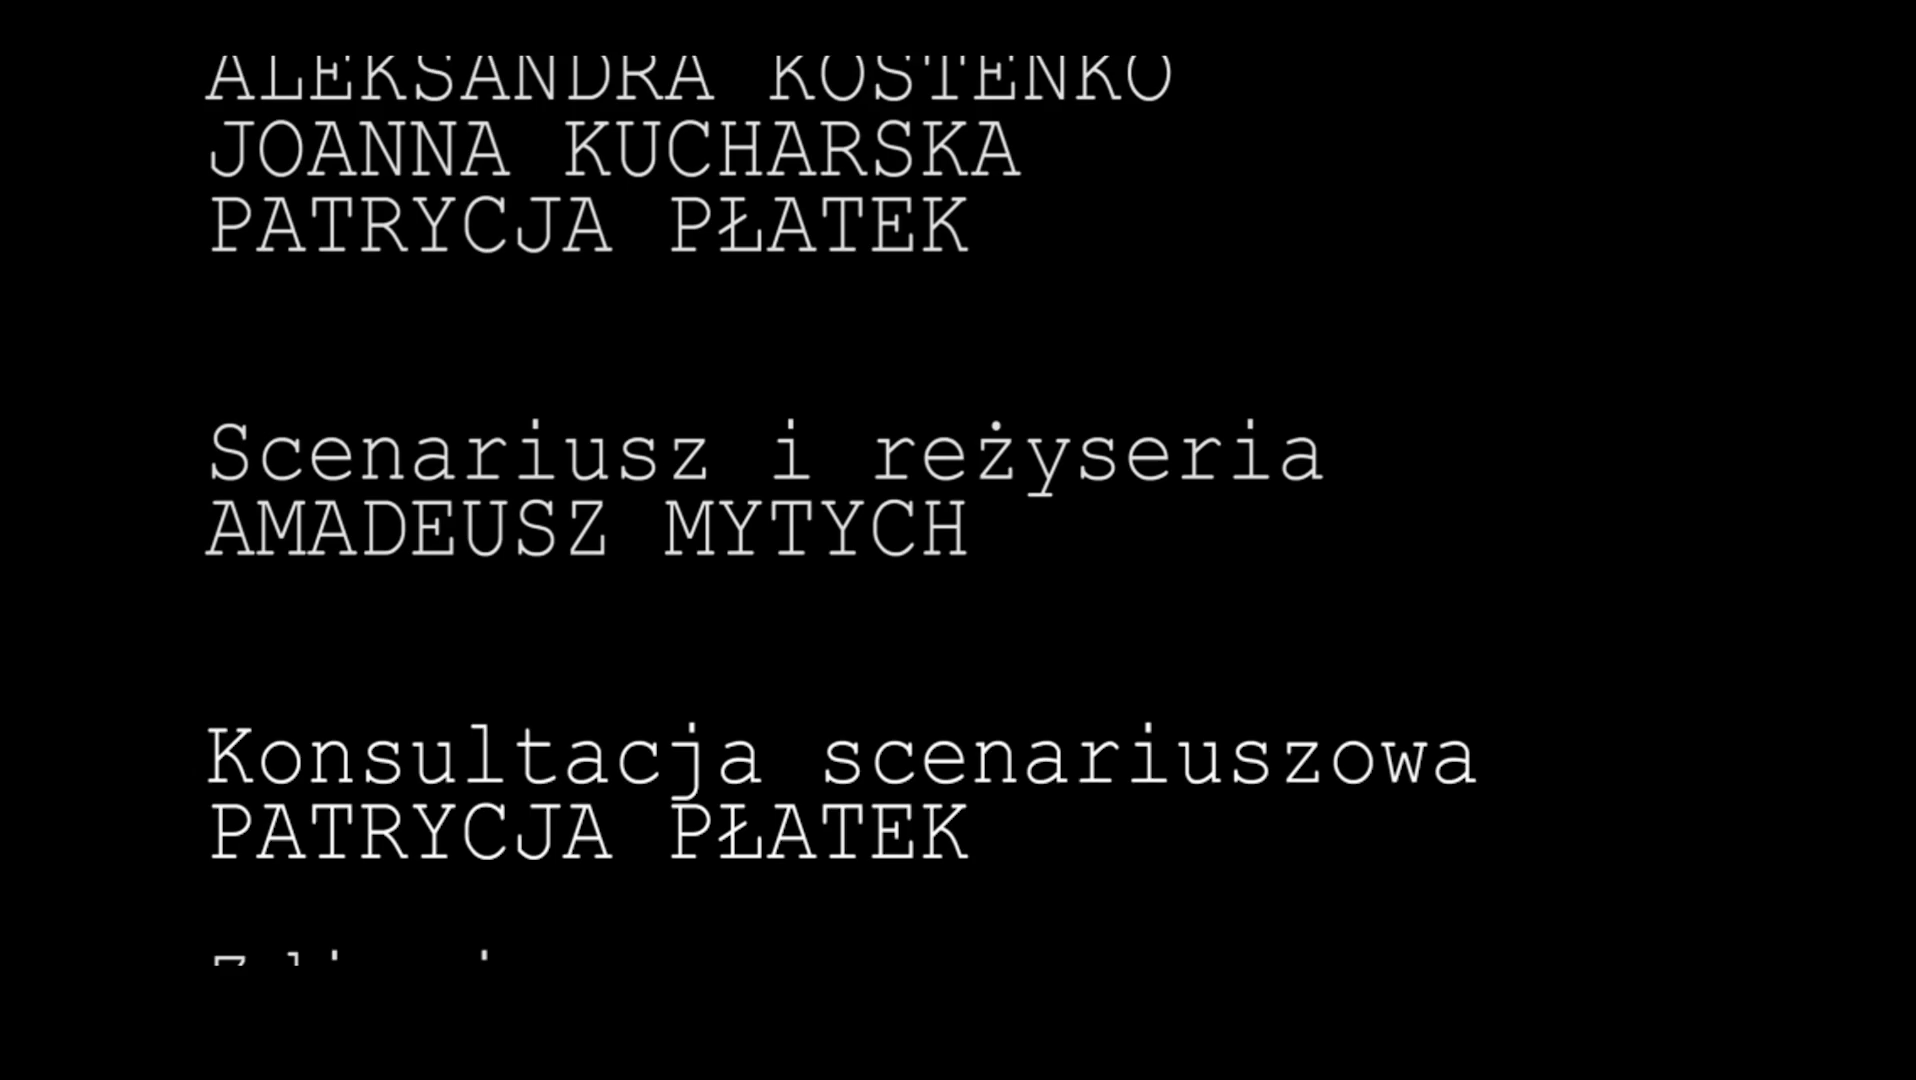 ALEKSANDRA KOSTENKO
JOANNA KUCHARSKA
PATRYCJA PŁATEK
Scenariusz i reżyseria
AMADEUSZ MYTYCH
Konsultacja scenariuszowa
PATRYCJA PŁATEK